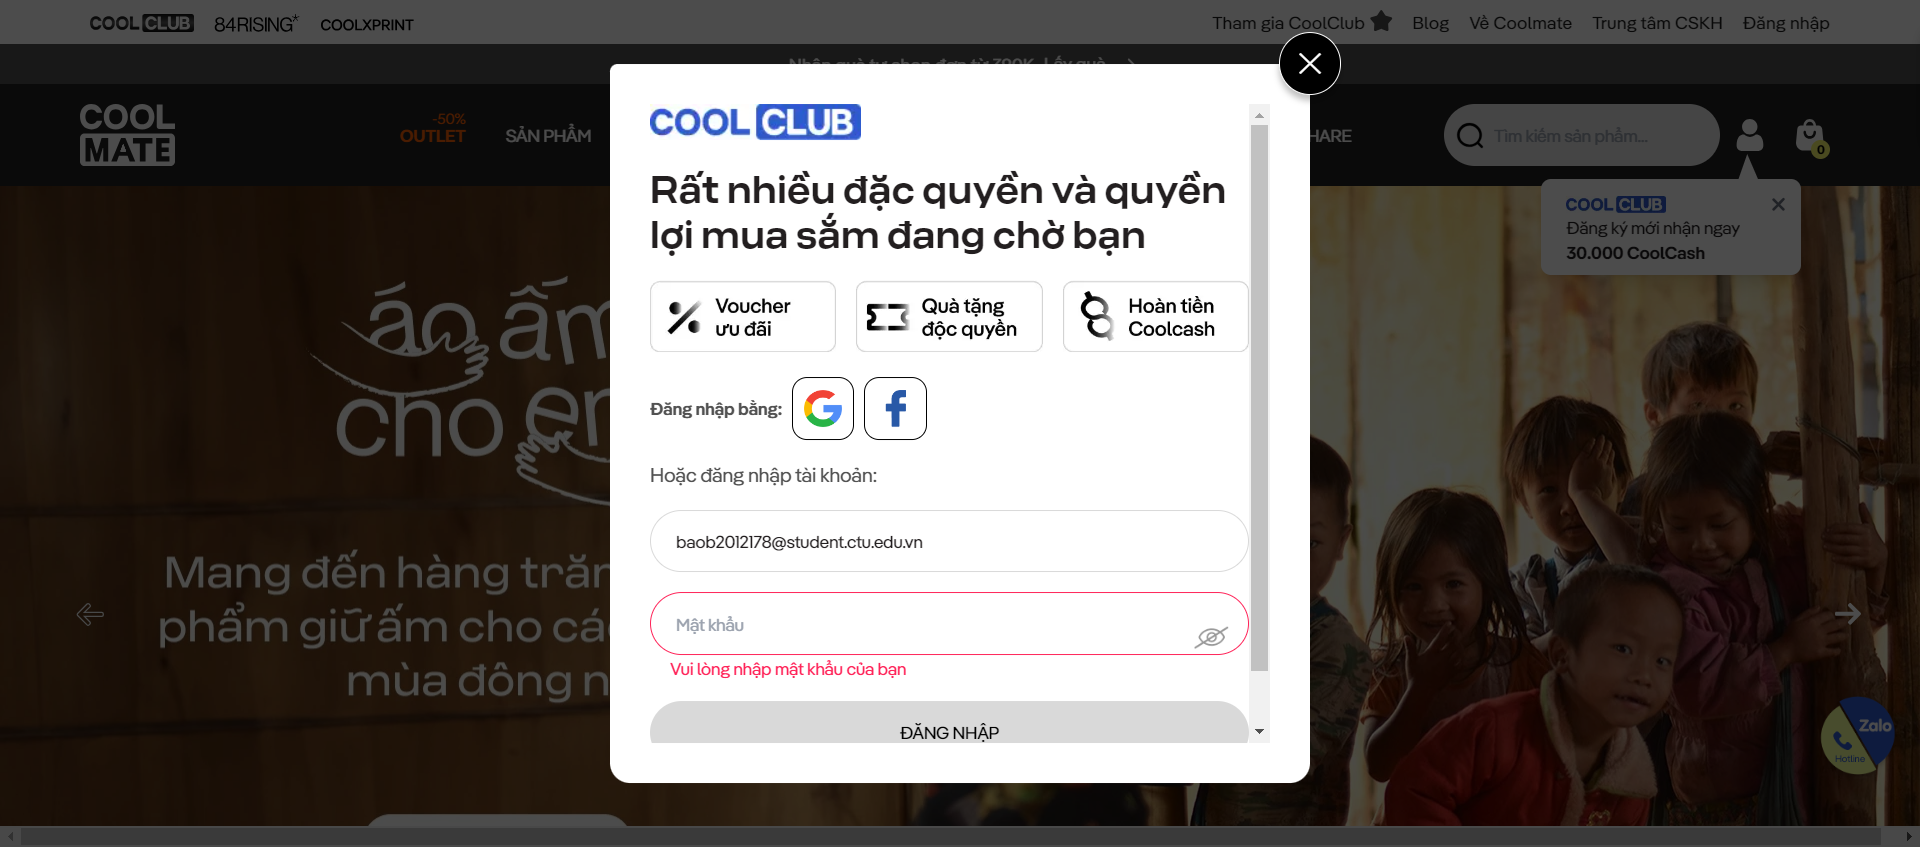 COOLCLUB
84RISING*
COOLXPRINT
Tham gia CoolClub
Blog
Về Coolmate
Trung tâm CSKH
Đăng nhập
COOL
MATE
-50%
OUTLET
SẢN PHẨM
HARE
Tìm kiếm sản phẩm...
0
COOL CLUB
Đăng ký mới nhận ngay
30.000 CoolCash
COOL CLUB
Rất nhiều đặc quyền và quyền
lợi mua sắm đang chờ bạn
Voucher
ưu đãi
Quà tặng
độc quyền
Hoàn tiền
Coolcash
Đăng nhập bằng:
Hoặc đăng nhập tài khoản:
baob2012178@student.ctu.edu.vn
Mật khẩu
Vui lòng nhập mật khẩu của bạn
ĐĂNG NHẬP
áo ấm
cho em
Mang đến hàng trăm
phẩm giữ ấm cho các
mùa đông n
Zalo
Hotline